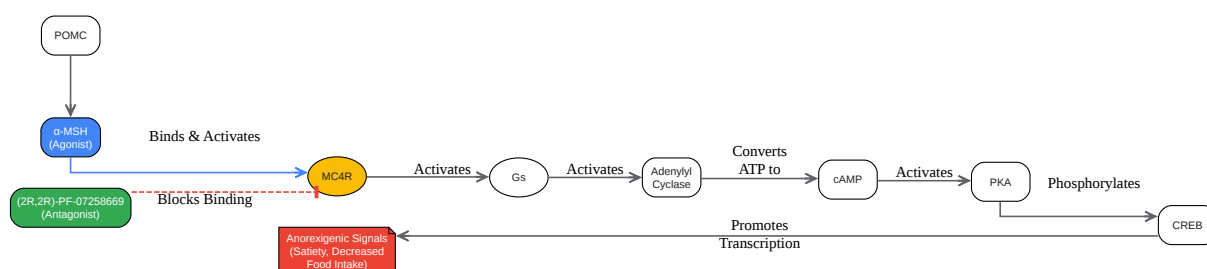 POMC
α-MSH
(Agonist)
Binds & Activates
(2R,2R)-PF-07258669
(Antagonist)
Blocks Binding
MC4R
Activates
Gs
Activates
Adenylyl
Cyclase
Converts
ATP to
cAMP
Activates
PKA
Phosphorylates
CREB
Promotes
Transcription
Anorexigenic Signals
(Satiety, Decreased
Food Intake)